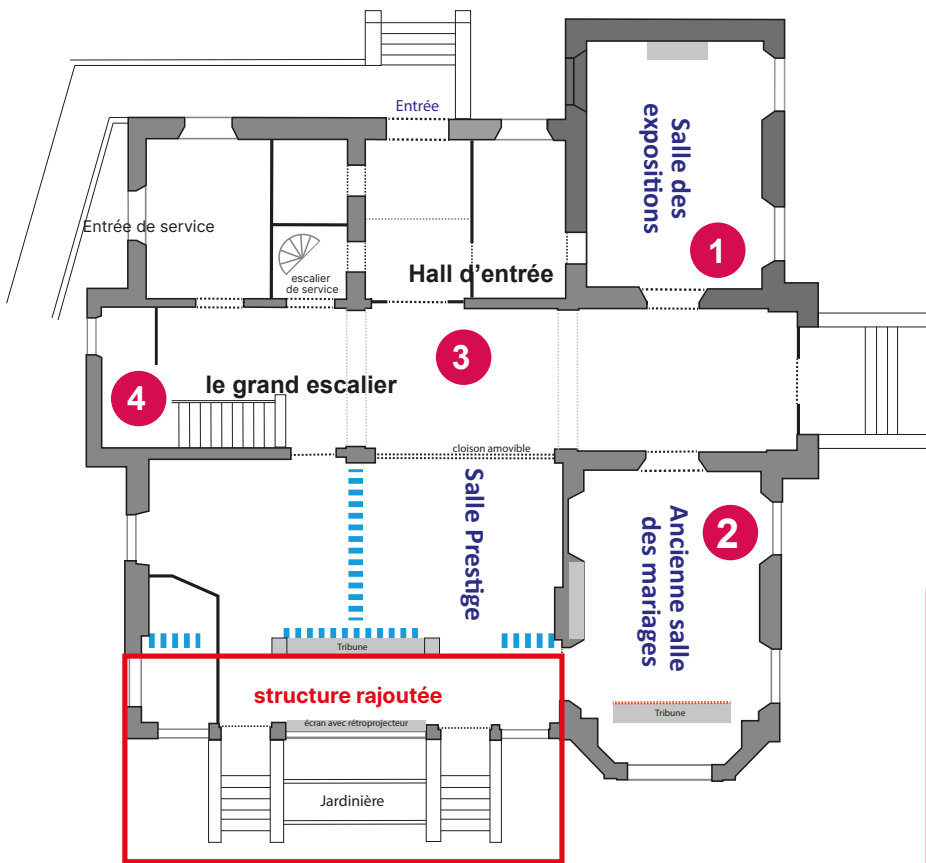 Entrée
Salle des
expositions
1
Entrée de service
escalier
de service
Hall d'entrée
3
le grand escalier
4
cloison amovible
Salle Prestige
Ancienne salle
des mariages
2
Tribune
structure rajoutée
Tribune
écran avec rétroprojecteur
Jardinière